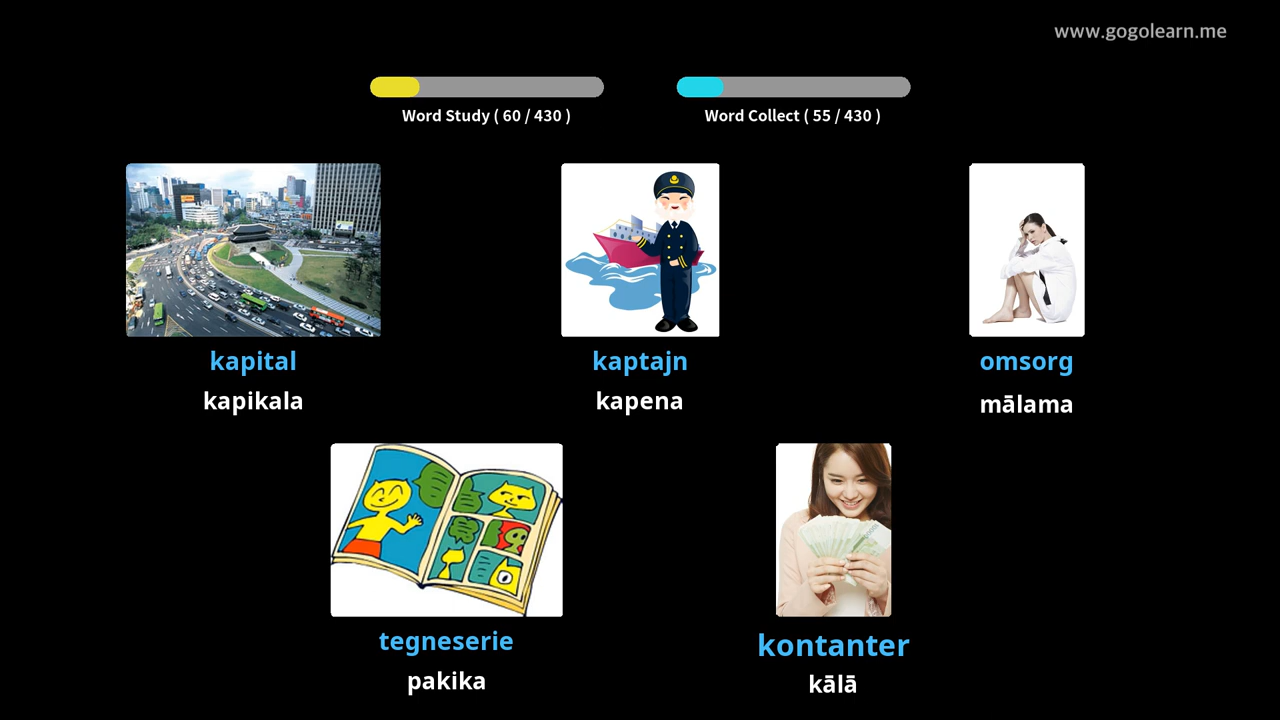 www.gogolearn.me
Word Study ( 60 / 430 )
Word Collect ( 55 / 430 )
kapital
kapikala
kaptajn
kapena
omsorg
mālama
tegneserie
pakika
kontanter
kālā